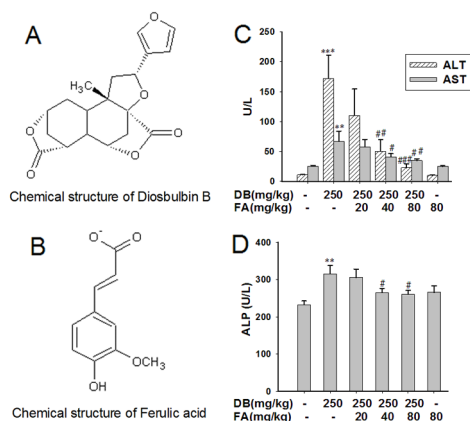 A
O
O
H₃C
O
O
O
O
Chemical structure of Diosbulbin B
B
O⁻
O
OCH₃
OH
Chemical structure of Ferulic acid
C
U/L
250
200
150
100
50
0
ALT
AST
***
**
##
#
###
##
DB(mg/kg) - 250 250 250 250 -
FA(mg/kg) - - 20 40 80 80
D
ALP (U/L)
400
300
200
100
0
**
#
#
DB(mg/kg) - 250 250 250 250 -
FA(mg/kg) - - 20 40 80 80